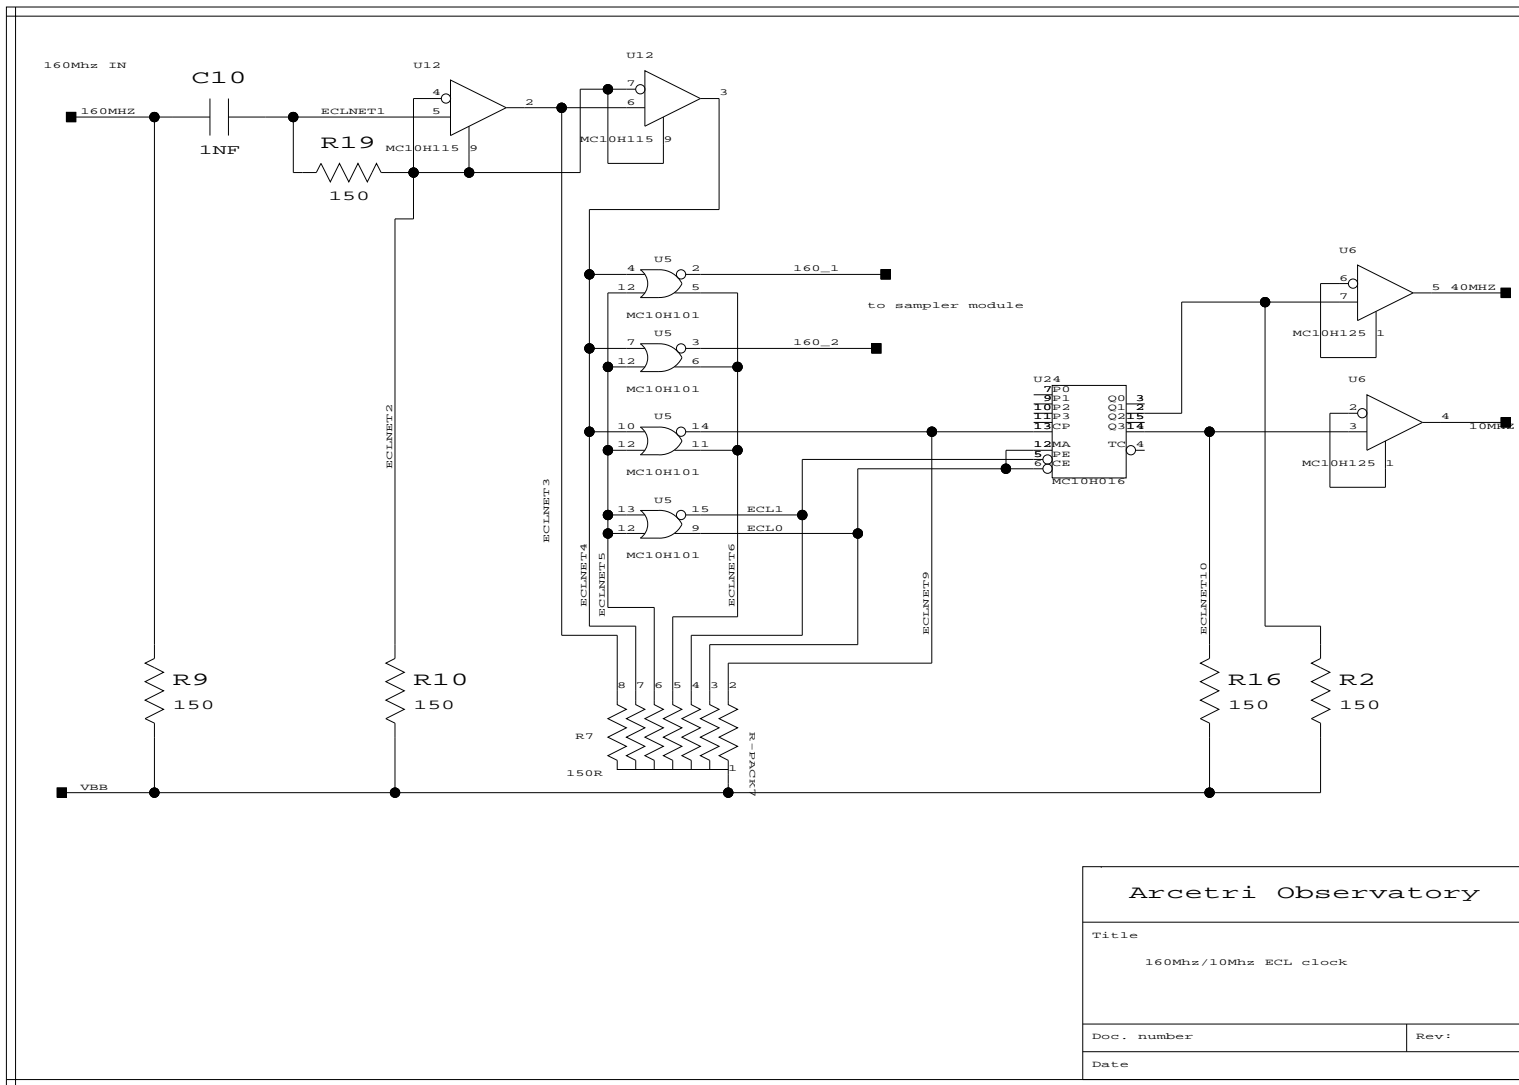 160Mhz IN
160MHZ
C10
1NF
ECLNET1
R19
150
U12
4
5
2
MC10H115 9
U12
7
6
3
MC10H115 9
U5
4
2
160_1
12
5
MC10H101
to sampler module
U5
7
3
160_2
12
6
MC10H101
U5
10
14
12
11
MC10H101
U5
13
15
ECL1
12
9
ECL0
MC10H101
ECLNET2
ECLNET3
ECLNET4
ECLNET5
ECLNET6
ECLNET9
ECLNET10
U24
7 P0
9 P1
10 P2
11 P3
13 CP
12 MA
5 PE
6 CE
Q0 3
Q1 2
Q2 15
Q3 14
TC 4
MC10H016
U6
6
7
5 40MHZ
MC10H125 1
U6
2
3
4
10MHZ
MC10H125 1
R9
150
R10
150
8 7 6 5 4 3 2
R7
150R
1
R-PACK7
R16
150
R2
150
VBB
Arcetri Observatory
Title
160Mhz/10Mhz ECL clock
Doc. number
Rev:
Date